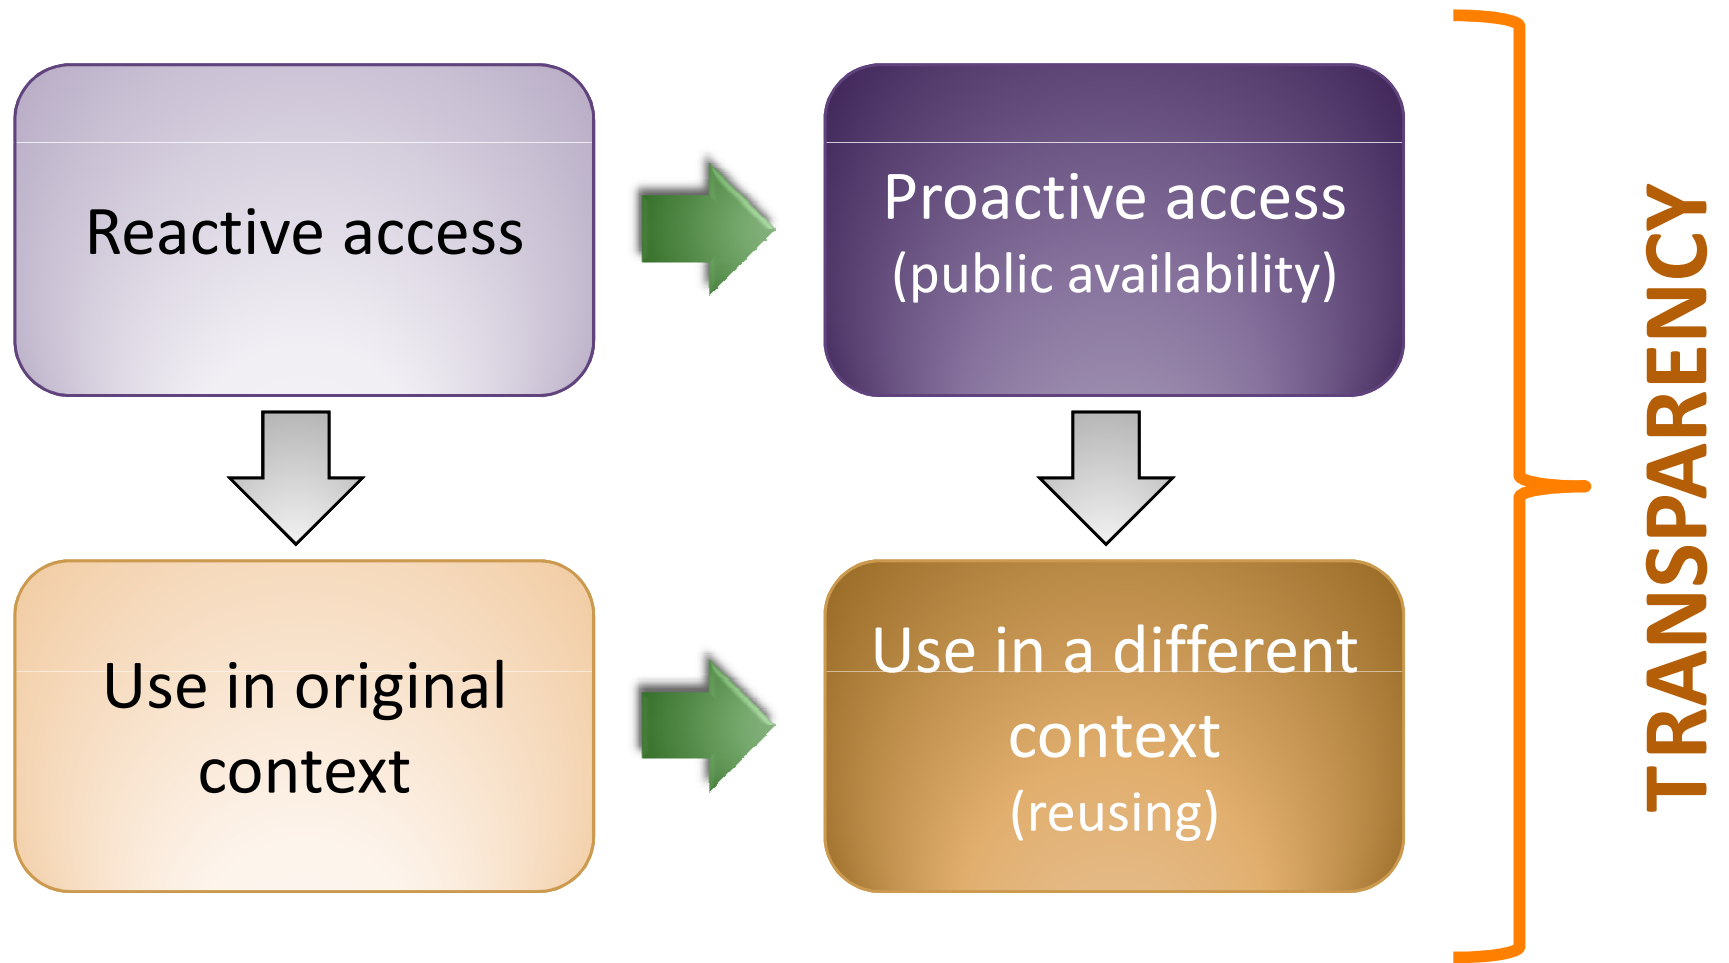 Reactive access
Proactive access
(public availability)
Use in original
context
Use in a different
context
(reusing)
TRANSPARENCY